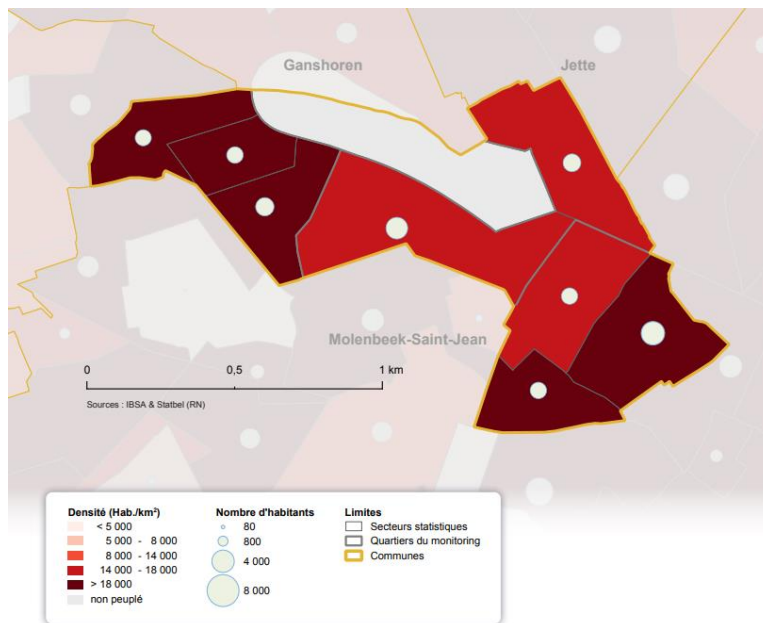 Ganshoren
Jette
Molenbeek-Saint-Jean
0 0,5 1 km
Sources : IBSA & Statbel (RN)
Densité (Hab./km²)
< 5 000
5 000 - 8 000
8 000 - 14 000
14 000 - 18 000
> 18 000
non peuplé
Nombre d'habitants
80
800
4 000
8 000
Limites
Secteurs statistiques
Quartiers du monitoring
Communes